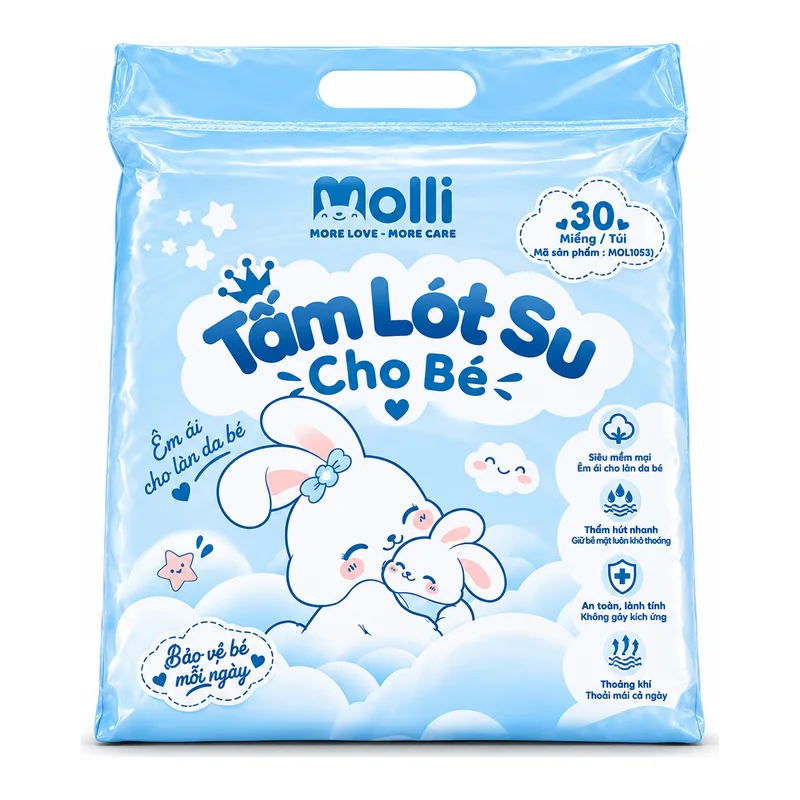 Molli
MORE LOVE - MORE CARE
30
Miếng / Túi
Mã sản phẩm : MOL1053)
Tấm Lót Su
Cho Bé
Êm ái
cho làn da bé
Siêu mềm mại
Êm ái cho làn da bé
Thấm hút nhanh
Giữ bề mặt luôn khô thoáng
An toàn, lành tính
Không gây kích ứng
Thoáng khí
Thoải mái cả ngày
Bảo vệ bé
mỗi ngày